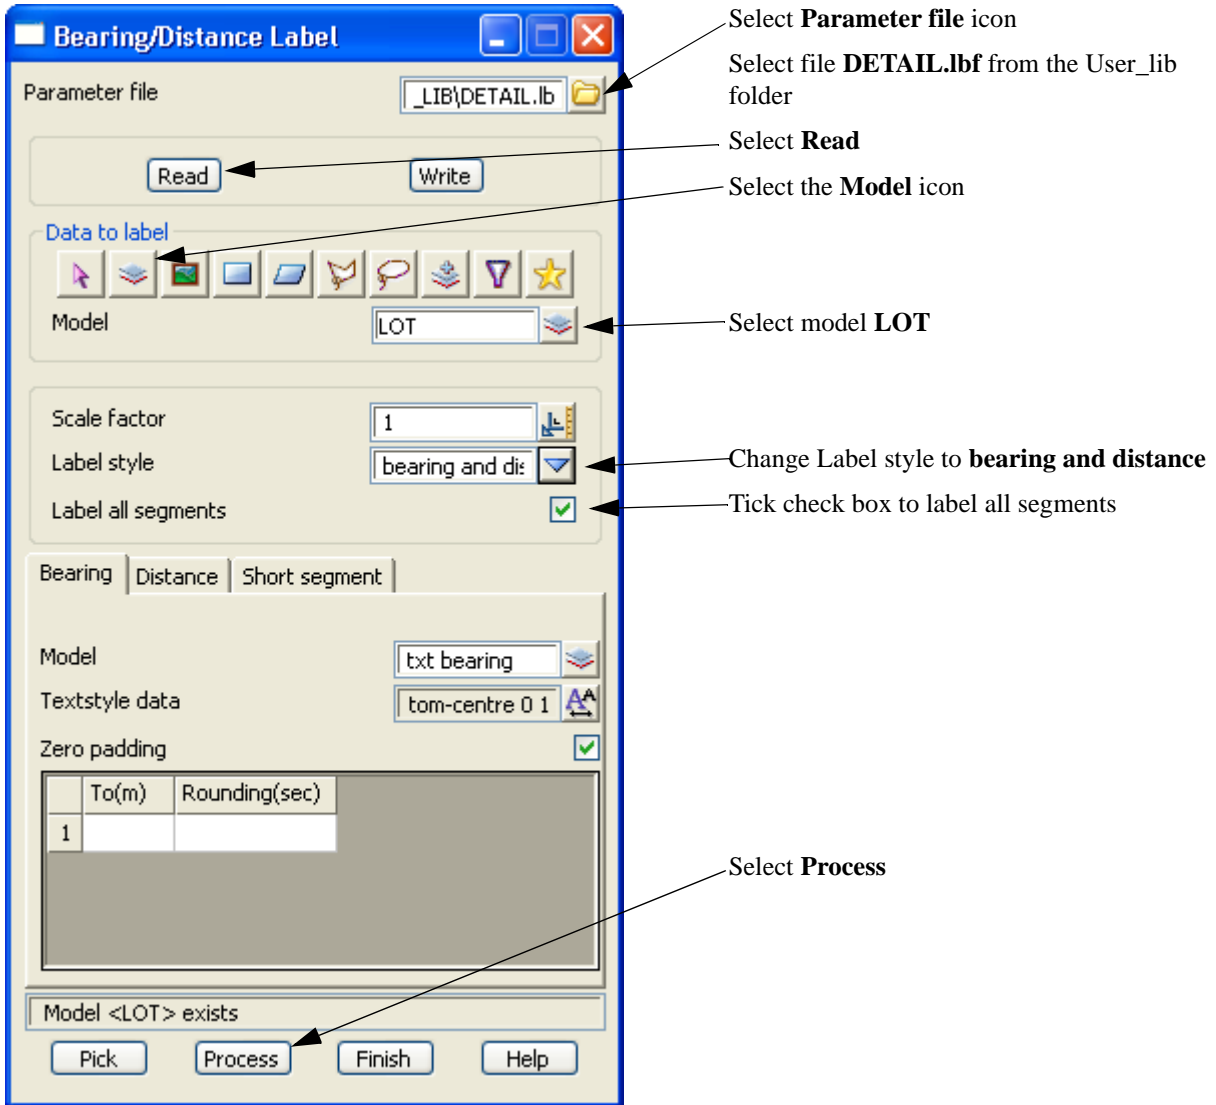 Bearing/Distance Label
Select Parameter file icon
Select file DETAIL.lbf from the User_lib
folder
Parameter file
_LIB\DETAIL.lb
Select Read
Read
Write
Select the Model icon
Data to label
Model
LOT
Select model LOT
Scale factor
1
Label style
bearing and dis
Change Label style to bearing and distance
Label all segments
Tick check box to label all segments
Bearing
Distance
Short segment
Model
txt bearing
Textstyle data
tom-centre 0 1
Zero padding
To(m)
Rounding(sec)
1
Select Process
Model <LOT> exists
Pick
Process
Finish
Help